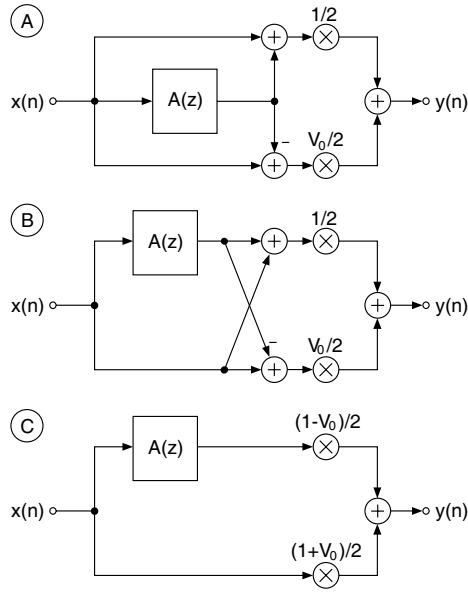 A
1/2
x(n)
A(z)
y(n)
−
V₀/2
B
A(z)
1/2
x(n)
y(n)
−
V₀/2
C
A(z)
(1-V₀)/2
x(n)
y(n)
(1+V₀)/2